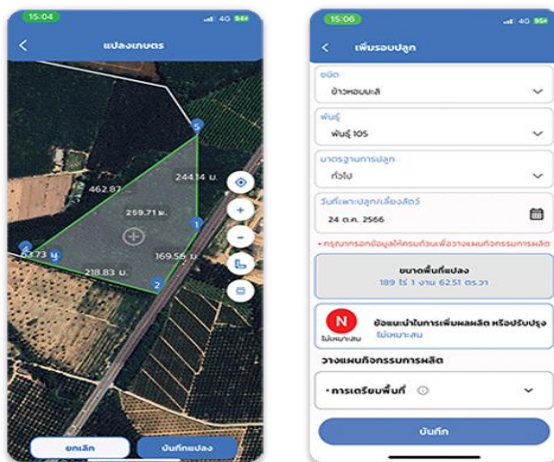 15:04
4G
แปลงเกษตร
5
462.87
244.14 ม.
259.71 ม.
1
63.73 ม.
218.83 ม.
169.56 ม.
2
ยกเลิก
บันทึกแปลง
15:06
4G
เพิ่มรอบปลูก
ชนิด
ข้าวหอมมะลิ
พันธุ์
พันธุ์ 105
มาตรฐานการปลูก
ทั่วไป
วันที่เพาะปลูก/เลี้ยงสัตว์
24 ต.ค. 2566
*กรุณากรอกข้อมูลให้ครบถ้วนเพื่อวางแผนกิจกรรมการผลิต
ขนาดพื้นที่แปลง
189 ไร่ 1 งาน 62.51 ตร.วา
N
ไม่เหมาะสม
ข้อแนะนำในการเพิ่มผลผลิต หรือปรับปรุง
ไม่เหมาะสม
วางแผนกิจกรรมการผลิต
•การเตรียมพื้นที่
บันทึก